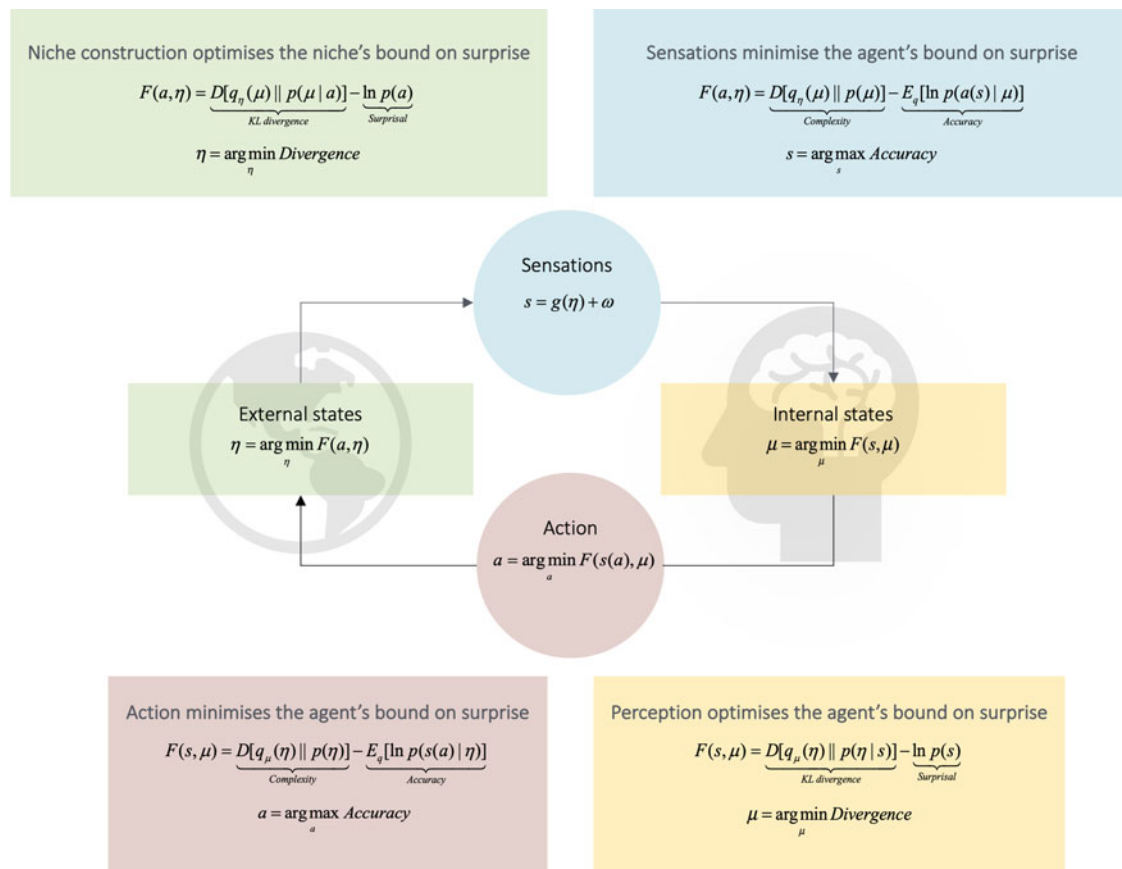 Niche construction optimises the niche's bound on surprise
F(a,η) = D[q_η(μ) || p(μ | a)] − ln p(a)
KL divergence Surprisal
η = arg min Divergence
η
Sensations minimise the agent's bound on surprise
F(a,η) = D[q_η(μ) || p(μ)] − E_q[ln p(a(s) | μ)]
Complexity Accuracy
s = arg max Accuracy
s
Sensations
s = g(η) + ω
External states
η = arg min F(a,η)
η
Internal states
μ = arg min F(s,μ)
μ
Action
a = arg min F(s(a),μ)
a
Action minimises the agent's bound on surprise
F(s,μ) = D[q_μ(η) || p(η)] − E_q[ln p(s(a) | η)]
Complexity Accuracy
a = arg max Accuracy
a
Perception optimises the agent's bound on surprise
F(s,μ) = D[q_μ(η) || p(η | s)] − ln p(s)
KL divergence Surprisal
μ = arg min Divergence
μ